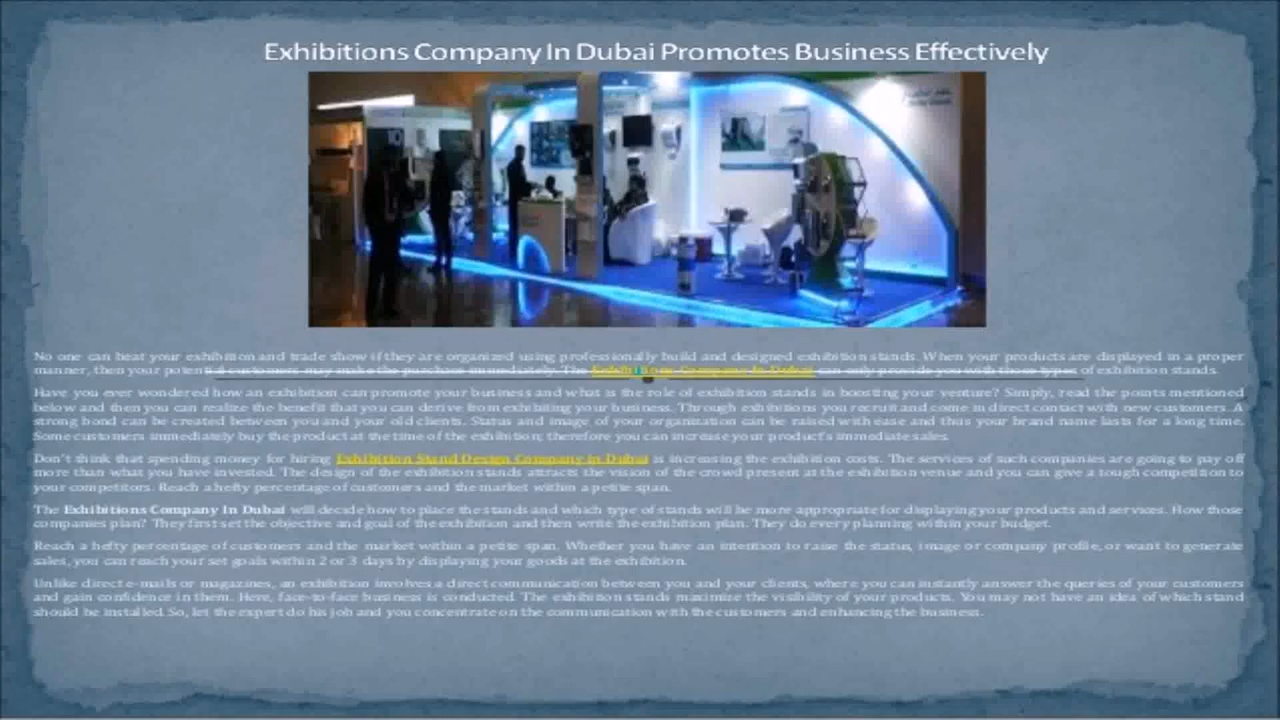 Exhibitions Company In Dubai Promotes Business Effectively
No one can beat your exhibition and trade show if they are organized using professionally build and designed exhibition stands. When your products are displayed in a proper
manner, then your potential customers may make the purchase immediately. The Exhibitions Company In Dubai can only provide you with those types of exhibition stands.
Have you ever wondered how an exhibition can promote your business and what is the role of exhibition stands in boosting your venture? Simply, read the points mentioned
below and then you can realize the benefit that you can derive from exhibiting your business. Through exhibitions you recruit and come in direct contact with new customers. A
strong bond can be created between you and your old clients. Status and image of your organization can be raised with ease and thus your brand name lasts for a long time.
Some customers immediately buy the product at the time of the exhibition; therefore you can increase your product's immediate sales.
Don't think that spending money for hiring Exhibition Stand Design Company in Dubai is increasing the exhibition costs. The services of such companies are going to pay off
more than what you have invested. The design of the exhibition stands attracts the vision of the crowd present at the exhibition venue and you can give a tough competition to
your competitors. Reach a hefty percentage of customers and the market within a petite span.
The Exhibitions Company In Dubai will decide how to place the stands and which type of stands will be more appropriate for displaying your products and services. How those
companies plan? They first set the objective and goal of the exhibition and then write the exhibition plan. They do every planning within your budget.
Reach a hefty percentage of customers and the market within a petite span. Whether you have an intention to raise the status, image or company profile, or want to generate
sales, you can reach your set goals within 2 or 3 days by displaying your goods at the exhibition.
Unlike direct e-mails or magazines, an exhibition involves a direct communication between you and your clients, where you can instantly answer the queries of your customers
and gain confidence in them. Here, face-to-face business is conducted. The exhibition stands maximize the visibility of your products. You may not have an idea of which stand
should be installed. So, let the expert do his job and you concentrate on the communication with the customers and enhancing the business.